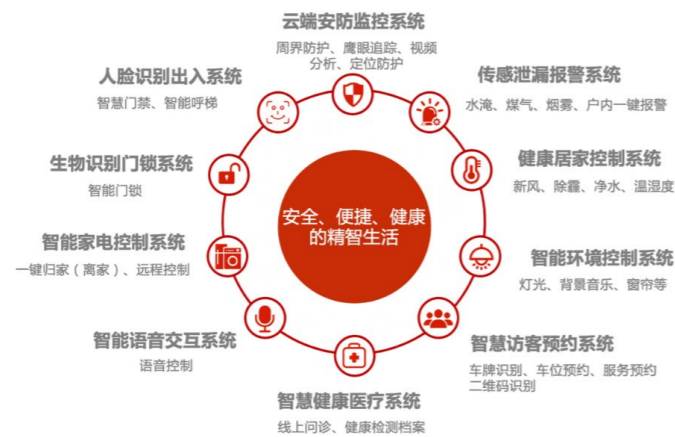 云端安防监控系统
周界防护、鹰眼追踪、视频
分析、定位防护
传感泄漏报警系统
水淹、煤气、烟雾、户内一键报警
健康居家控制系统
新风、除霾、净水、温湿度
智能环境控制系统
灯光、背景音乐、窗帘等
智慧访客预约系统
车牌识别、车位预约、服务预约
二维码识别
智慧健康医疗系统
线上问诊、健康检测档案
智能语音交互系统
语音控制
智能家电控制系统
一键归家（离家）、远程控制
生物识别门锁系统
智能门锁
人脸识别出入系统
智慧门禁、智能呼梯
安全、便捷、健康
的精智生活